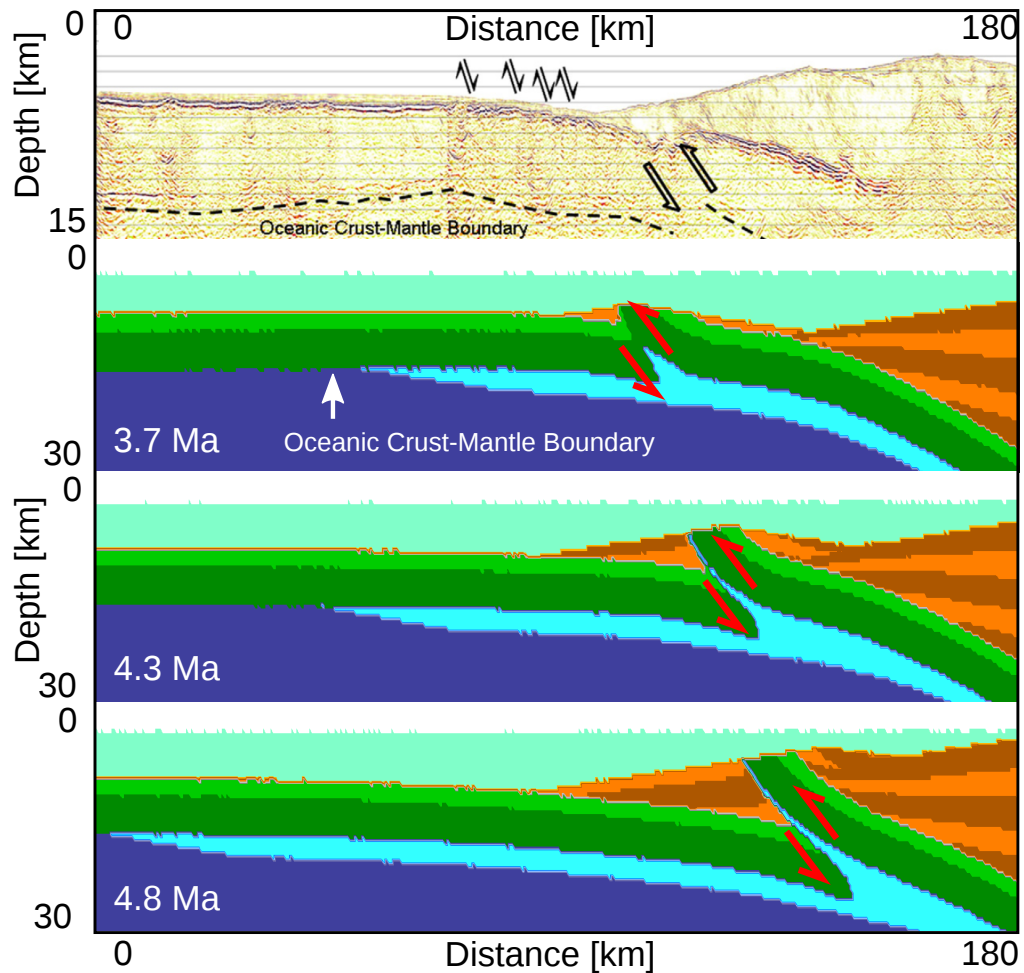 0 0 Distance [km] 180
Depth [km]
15
Oceanic Crust-Mantle Boundary
0
3.7 Ma
Oceanic Crust-Mantle Boundary
30
0
Depth [km]
4.3 Ma
30
0
4.8 Ma
30
0 Distance [km] 180